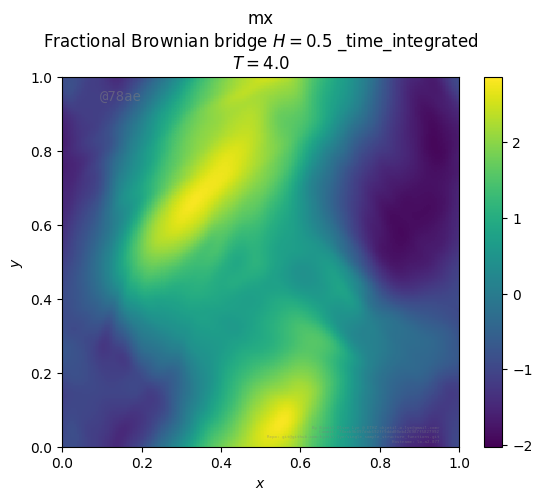 mx
Fractional Brownian bridge H = 0.5 _time_integrated
T = 4.0
@78ae
1.0
0.8
0.6
0.4
0.2
0.0
y
0.0 0.2 0.4 0.6 0.8 1.0
x
2
1
0
−1
−2